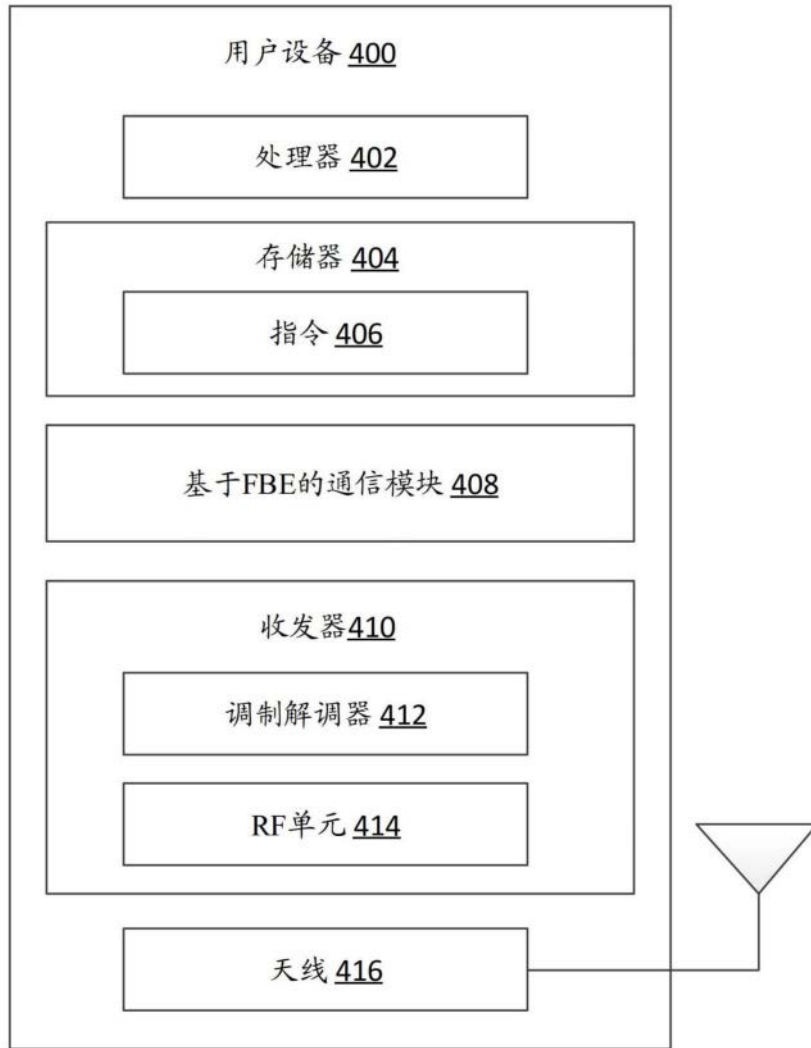 用户设备 400
处理器 402
存储器 404
指令 406
基于FBE的通信模块 408
收发器410
调制解调器 412
RF单元 414
天线 416